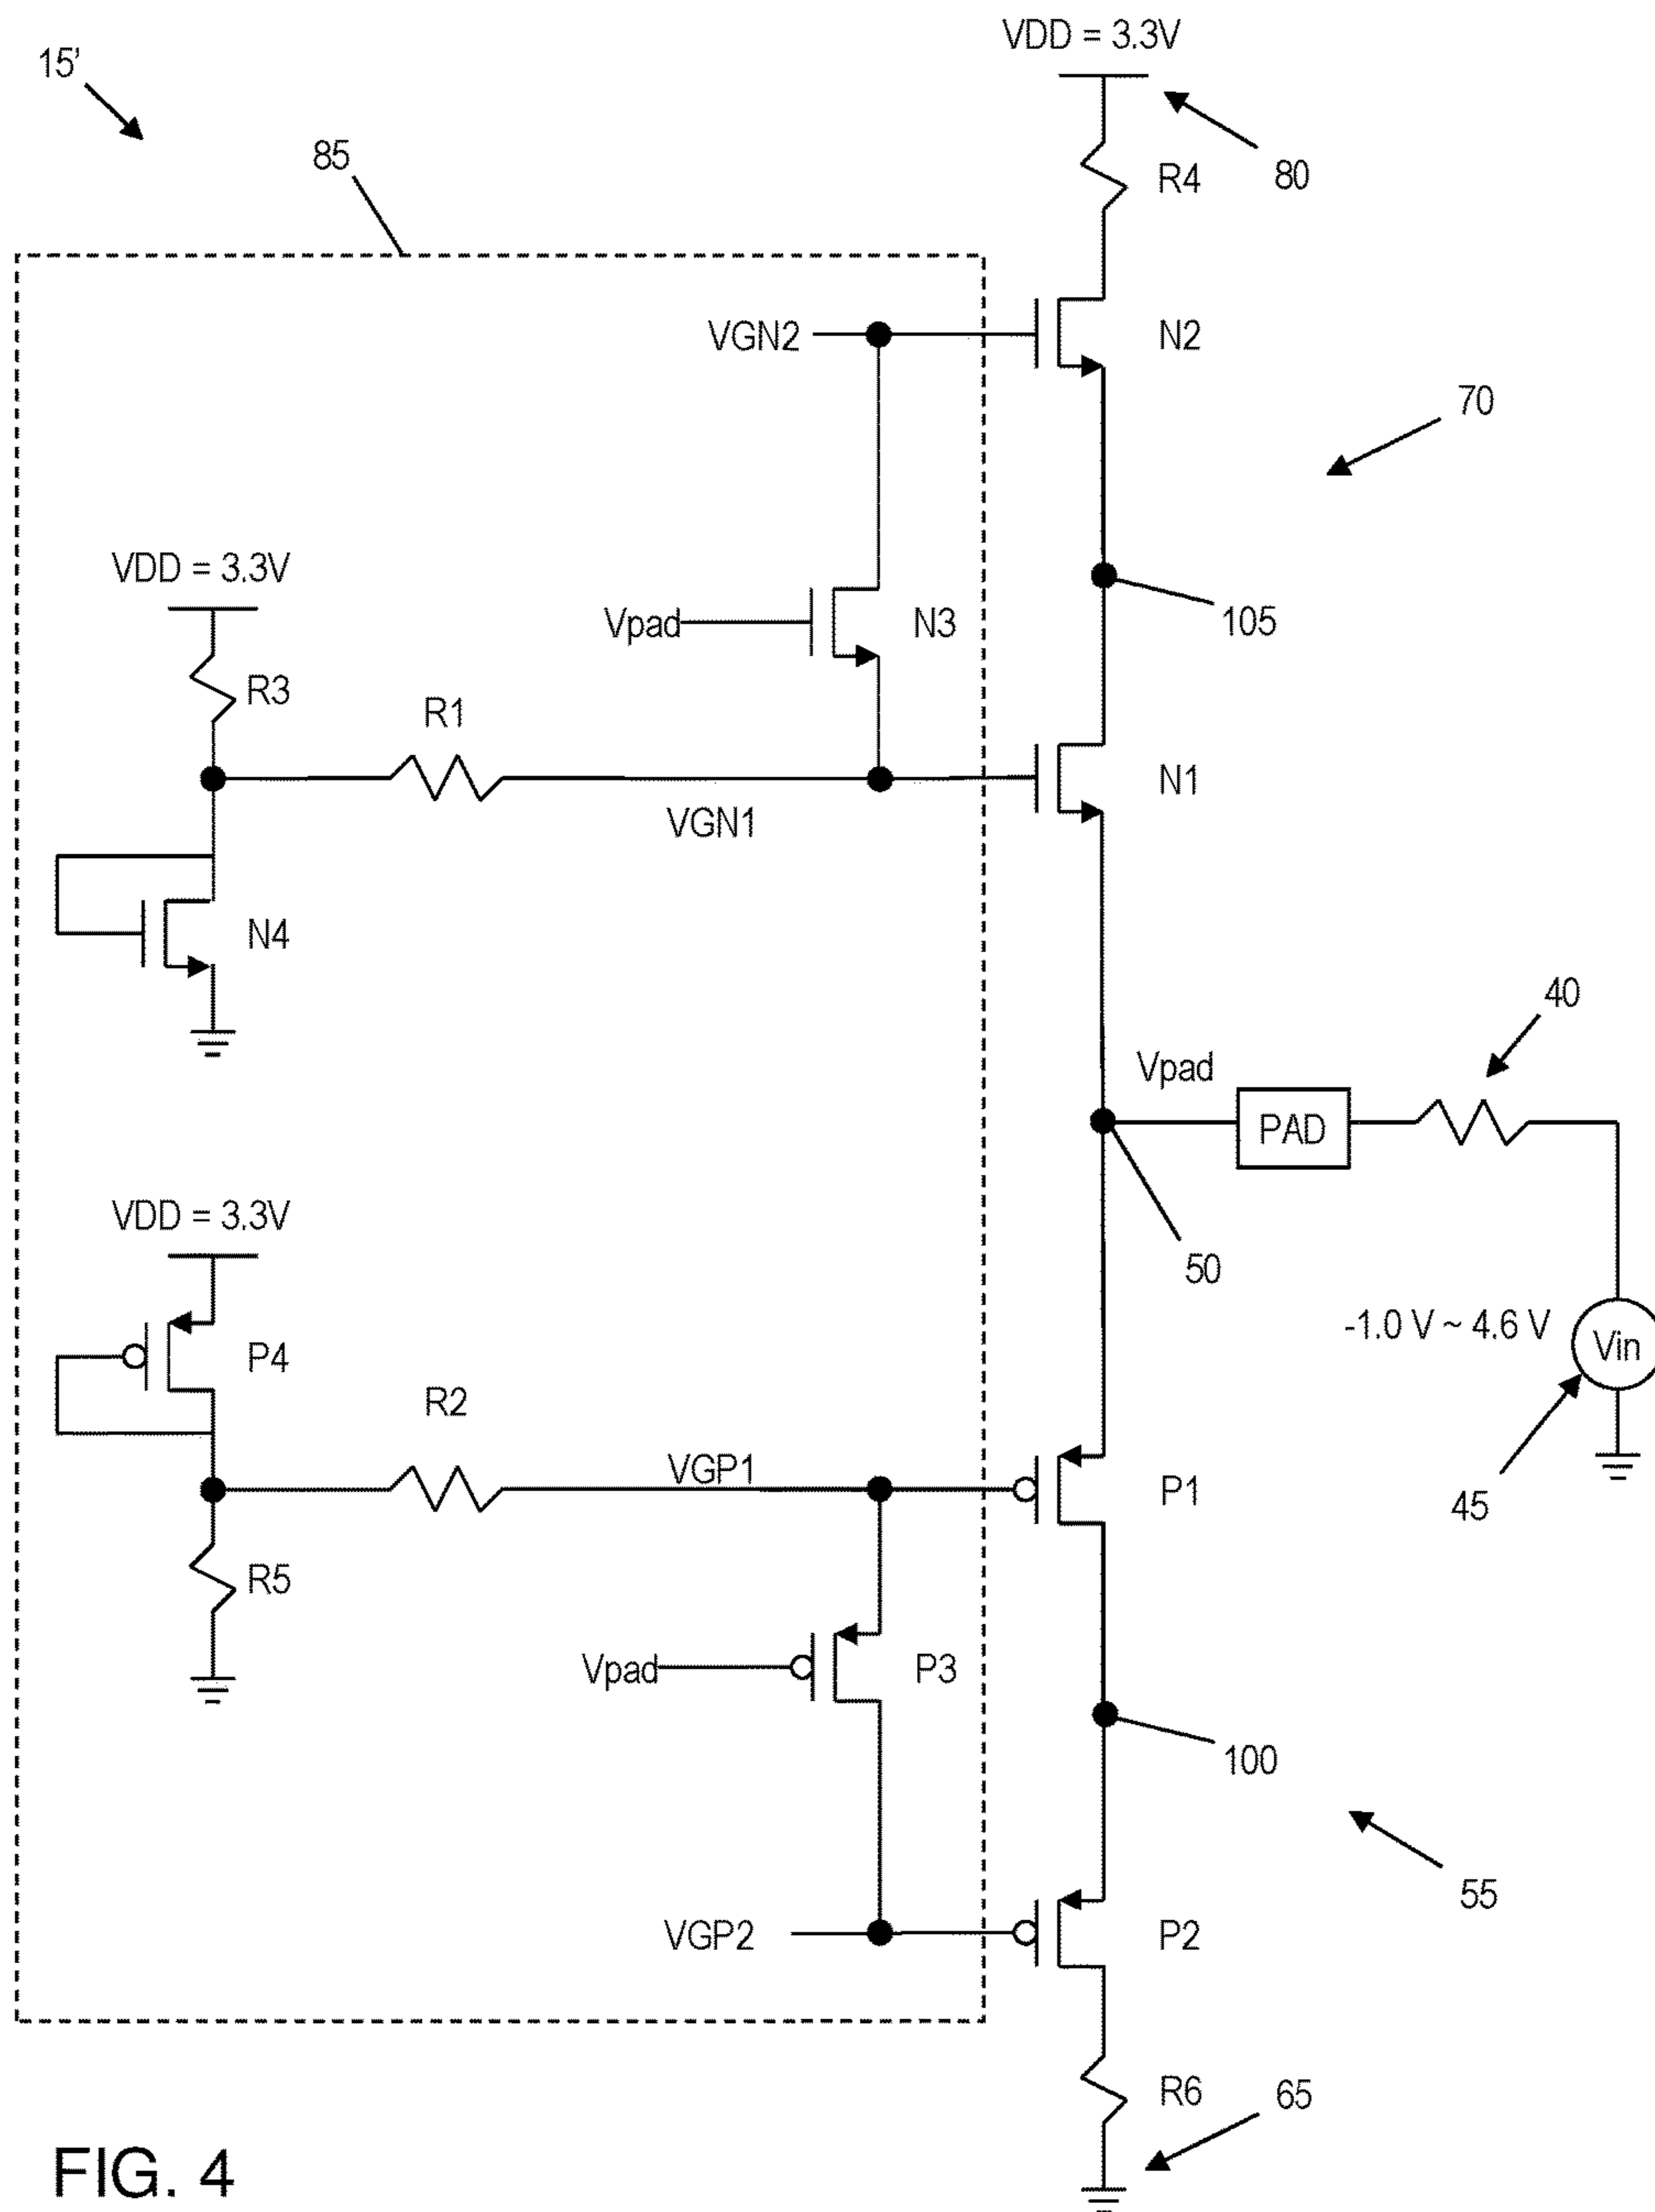 VDD = 3.3V
15'
80
85
R4
VGN2
N2
70
VDD = 3.3V
105
Vpad
N3
R3
R1
N1
VGN1
N4
40
Vpad
PAD
VDD = 3.3V
50
-1.0 V ~ 4.6 V
Vin
P4
R2
VGP1
P1
45
R5
Vpad
P3
100
55
VGP2
P2
R6
65
FIG. 4